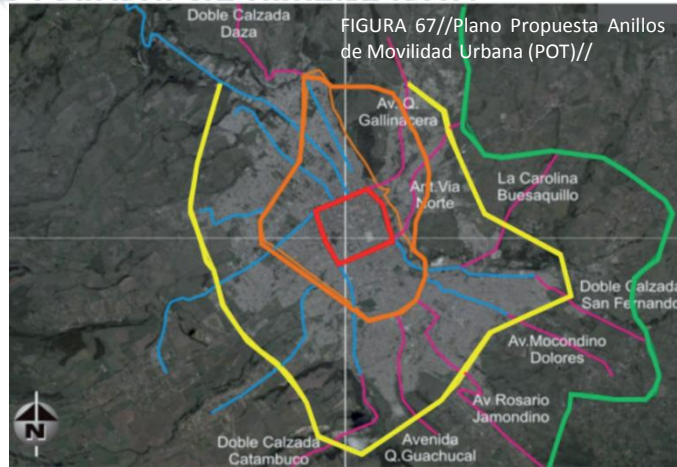 FIGURA 67//Plano Propuesta Anillos
de Movilidad Urbana (POT)//
Doble Calzada
Daza
Av. Q.
Gallinacera
Ant.Via
Norte
La Carolina
Buesaquillo
Doble Calzada
San Fernando
Av.Mocondino
Dolores
Av Rosario
Jamondino
Avenida
Q.Guachucal
Doble Calzada
Catambuco
N